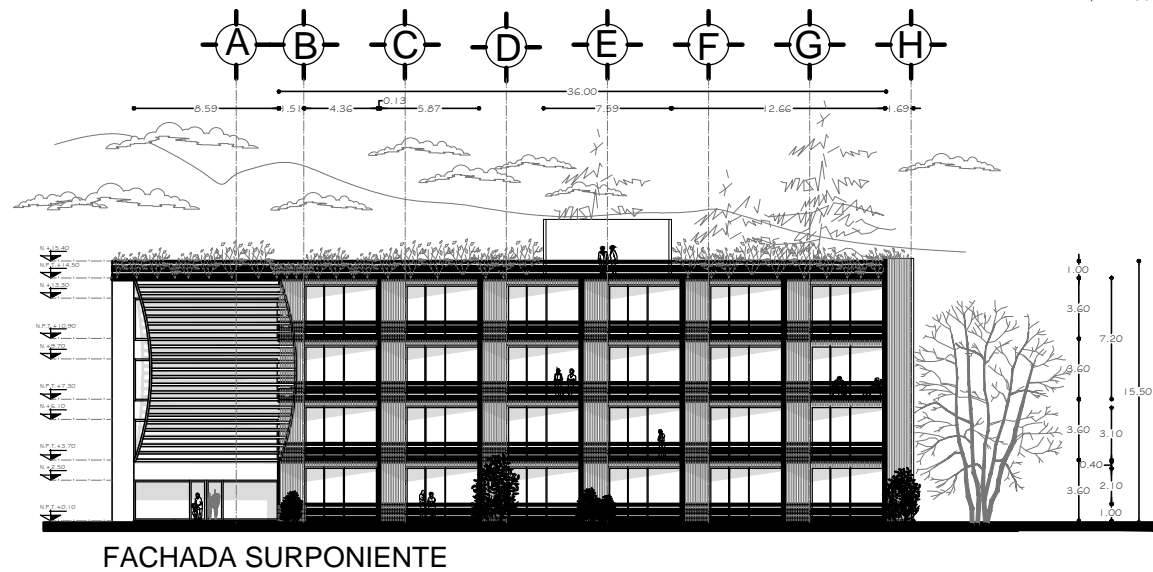 A B C D E F G H
36.00
8.59 1.51 4.36 0.13 5.87 7.59 12.66 1.69
N.+15.40
N.P.T.+14.50
N.+13.30
N.P.T.+10.90
N.+9.70
N.P.T.+7.30
N.+6.10
N.P.T.+3.70
N.+2.50
N.P.T.+0.10
1.00
3.60
7.20
3.60
15.50
3.60
3.10
0.40
2.10
3.60
1.00
FACHADA SURPONIENTE